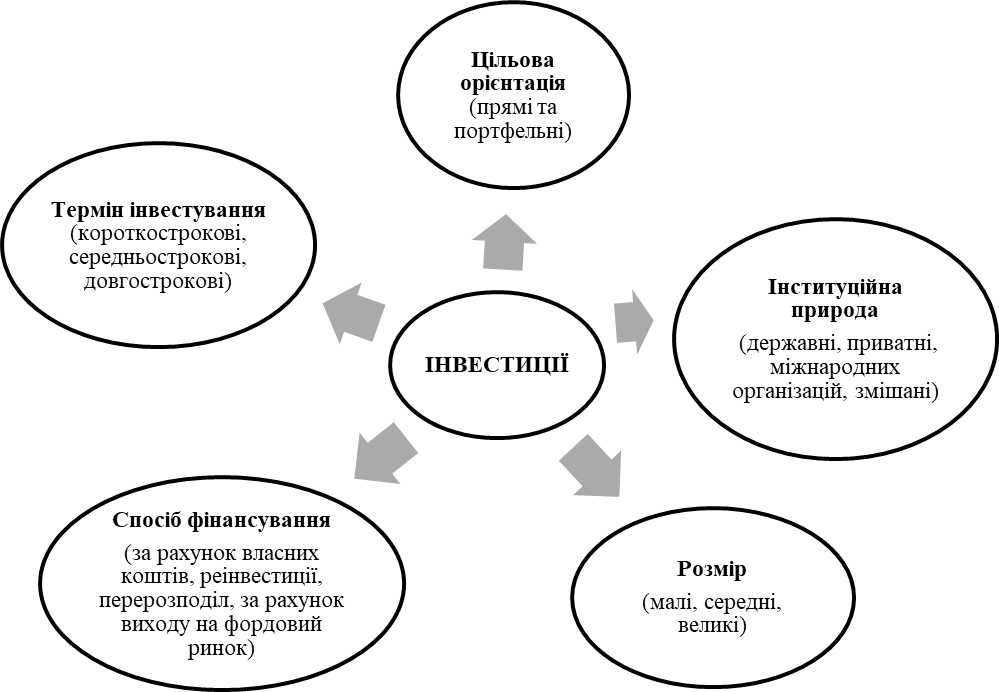 Цільова
орієнтація
(прямі та
портфельні)
Термін інвестування
(короткострокові,
середньострокові,
довгострокові)
Інституційна
природа
(державні, приватні,
міжнародних
організацій, змішані)
ІНВЕСТИЦІЇ
Спосіб фінансування
(за рахунок власних
коштів, реінвестиції,
перерозподіл, за рахунок
виходу на фордовий
ринок)
Розмір
(малі, середні,
великі)